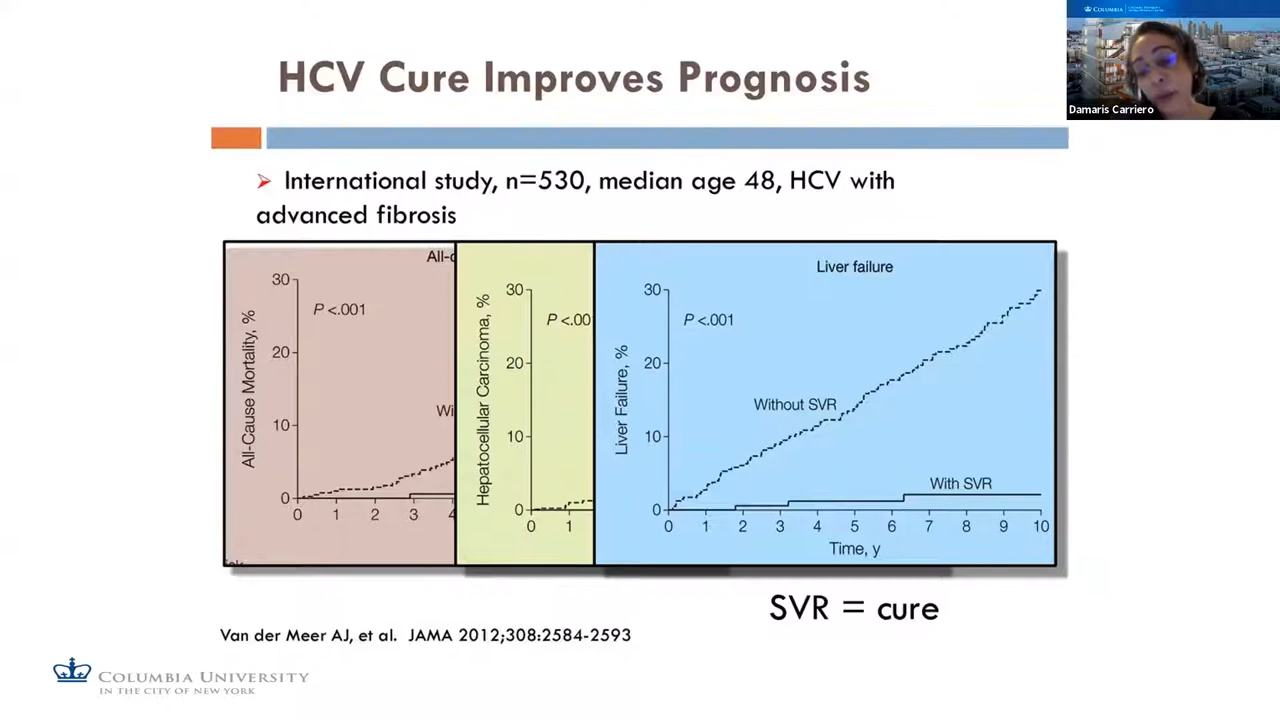 COLUMBIA
Damaris Carriero
HCV Cure Improves Prognosis
➢ International study, n=530, median age 48, HCV with
advanced fibrosis
All-c
30
20
10
0
All-Cause Mortality, %
P <.001
Wi
0 1 2 3 4
30
20
10
0
Hepatocellular Carcinoma, %
P <.00
0 1
Liver failure
30
20
10
0
Liver Failure, %
P <.001
Without SVR
With SVR
0 1 2 3 4 5 6 7 8 9 10
Time, y
SVR = cure
Van der Meer AJ, et al. JAMA 2012;308:2584-2593
COLUMBIA UNIVERSITY
IN THE CITY OF NEW YORK